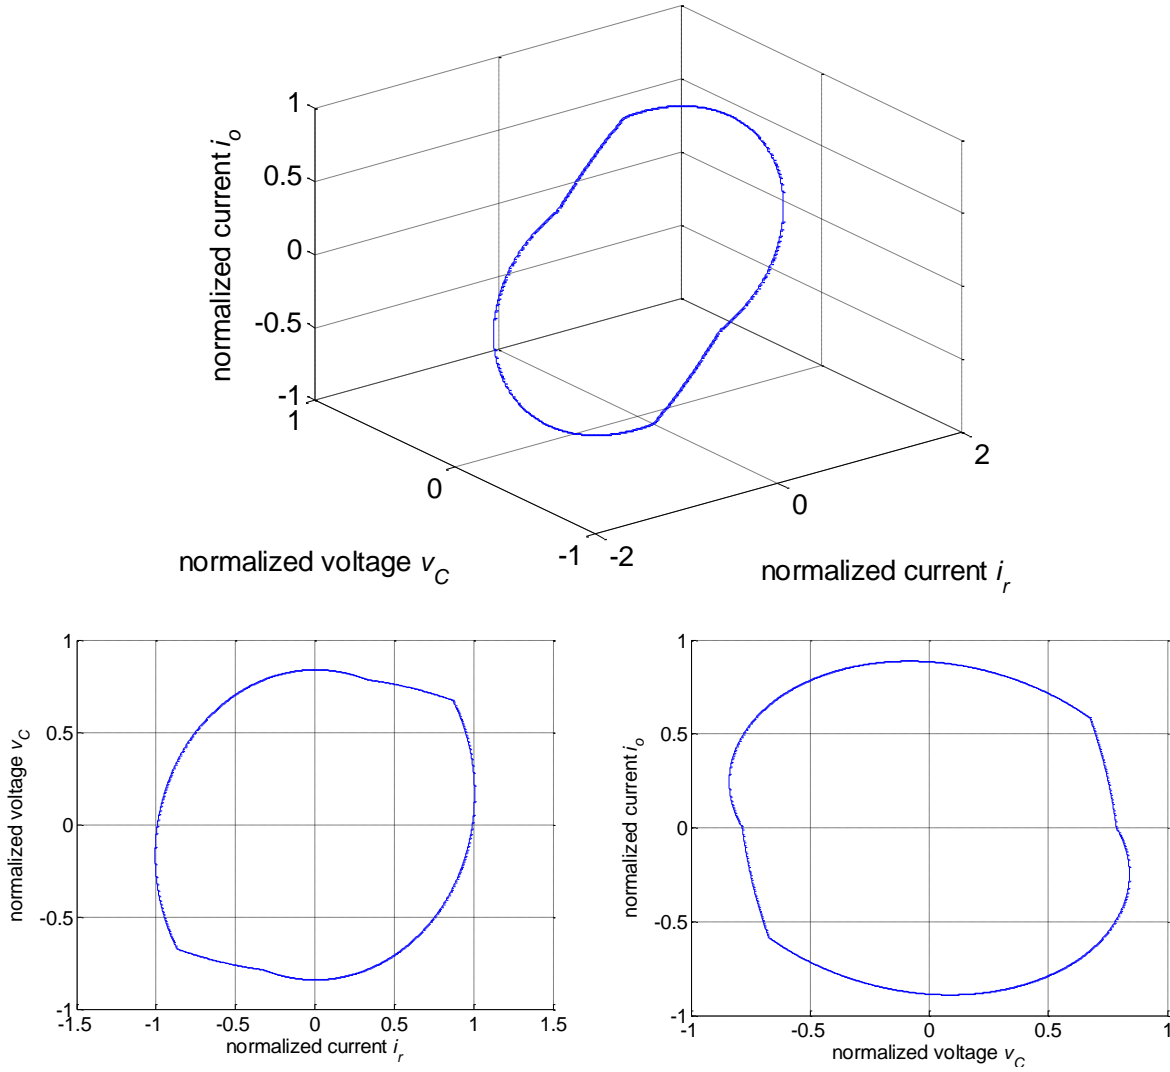 1
0.5
0
-0.5
-1
normalized current i_o
1
0
-1
normalized voltage v_C
-2
0
2
normalized current i_r
1
0.5
0
-0.5
-1
normalized voltage v_C
-1.5 -1 -0.5 0 0.5 1 1.5
normalized current i_r
1
0.5
0
-0.5
-1
normalized current i_o
-1 -0.5 0 0.5 1
normalized voltage v_C